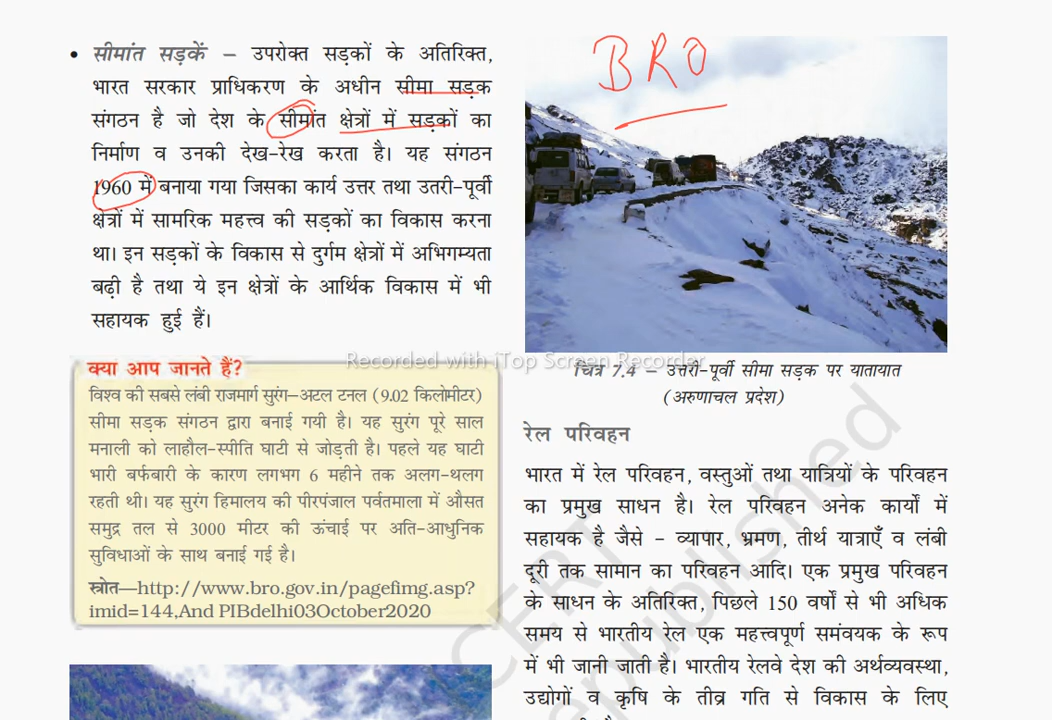 • सीमांत सड़कें – उपरोक्त सड़कों के अतिरिक्त,
भारत सरकार प्राधिकरण के अधीन सीमा सड़क
संगठन है जो देश के सीमांत क्षेत्रों में सड़कों का
निर्माण व उनकी देख-रेख करता है। यह संगठन
1960 में बनाया गया जिसका कार्य उत्तर तथा उतरी-पूर्वी
क्षेत्रों में सामरिक महत्त्व की सड़कों का विकास करना
था। इन सड़कों के विकास से दुर्गम क्षेत्रों में अभिगम्यता
बढ़ी है तथा ये इन क्षेत्रों के आर्थिक विकास में भी
सहायक हुई हैं।
क्या आप जानते हैं?
विश्व की सबसे लंबी राजमार्ग सुरंग–अटल टनल (9.02 किलोमीटर)
सीमा सड़क संगठन द्वारा बनाई गयी है। यह सुरंग पूरे साल
मनाली को लाहौल-स्पीति घाटी से जोड़ती है। पहले यह घाटी
भारी बर्फबारी के कारण लगभग 6 महीने तक अलग-थलग
रहती थी। यह सुरंग हिमालय की पीरपंजाल पर्वतमाला में औसत
समुद्र तल से 3000 मीटर की ऊंचाई पर अति-आधुनिक
सुविधाओं के साथ बनाई गई है।
स्रोत—http://www.bro.gov.in/pagefimg.asp?
imid=144,And PIBdelhi03October2020
BRO
Recorded with iTop Screen Recorder
चित्र 7.4 – उत्तरी-पूर्वी सीमा सड़क पर यातायात
(अरुणाचल प्रदेश)
रेल परिवहन
भारत में रेल परिवहन, वस्तुओं तथा यात्रियों के परिवहन
का प्रमुख साधन है। रेल परिवहन अनेक कार्यों में
सहायक है जैसे – व्यापार, भ्रमण, तीर्थ यात्राएँ व लंबी
दूरी तक सामान का परिवहन आदि। एक प्रमुख परिवहन
के साधन के अतिरिक्त, पिछले 150 वर्षों से भी अधिक
समय से भारतीय रेल एक महत्त्वपूर्ण समंवयक के रूप
में भी जानी जाती है। भारतीय रेलवे देश की अर्थव्यवस्था,
उद्योगों व कृषि के तीव्र गति से विकास के लिए